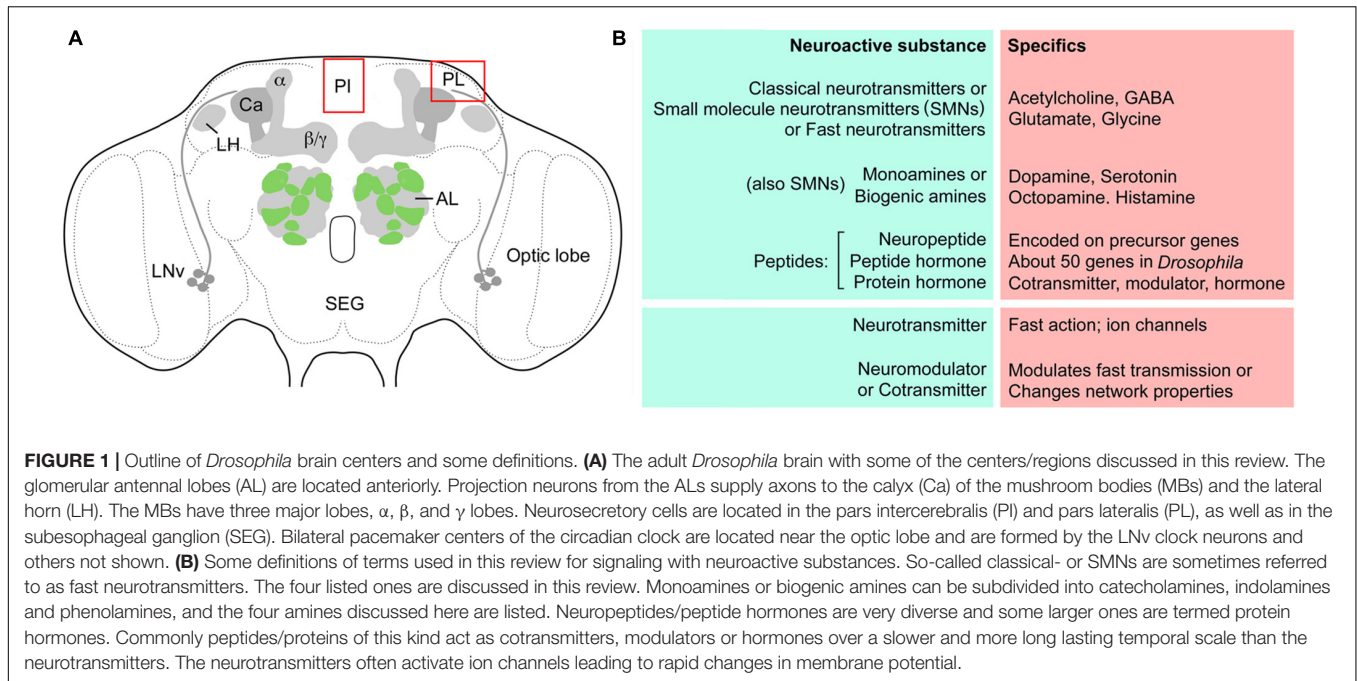 A
PI
PL
α
Ca
LH
β/γ
AL
LNv
Optic lobe
SEG
B
Neuroactive substance
Specifics
Classical neurotransmitters or
Small molecule neurotransmitters (SMNs)
or Fast neurotransmitters
Acetylcholine, GABA
Glutamate, Glycine
(also SMNs)
Monoamines or
Biogenic amines
Dopamine, Serotonin
Octopamine. Histamine
Peptides:
Neuropeptide
Peptide hormone
Protein hormone
Encoded on precursor genes
About 50 genes in Drosophila
Cotransmitter, modulator, hormone
Neurotransmitter
Fast action; ion channels
Neuromodulator
or Cotransmitter
Modulates fast transmission or
Changes network properties
FIGURE 1 | Outline of Drosophila brain centers and some definitions. (A) The adult Drosophila brain with some of the centers/regions discussed in this review. The
glomerular antennal lobes (AL) are located anteriorly. Projection neurons from the ALs supply axons to the calyx (Ca) of the mushroom bodies (MBs) and the lateral
horn (LH). The MBs have three major lobes, α, β, and γ lobes. Neurosecretory cells are located in the pars intercerebralis (PI) and pars lateralis (PL), as well as in the
subesophageal ganglion (SEG). Bilateral pacemaker centers of the circadian clock are located near the optic lobe and are formed by the LNv clock neurons and
others not shown. (B) Some definitions of terms used in this review for signaling with neuroactive substances. So-called classical- or SMNs are sometimes referred
to as fast neurotransmitters. The four listed ones are discussed in this review. Monoamines or biogenic amines can be subdivided into catecholamines, indolamines
and phenolamines, and the four amines discussed here are listed. Neuropeptides/peptide hormones are very diverse and some larger ones are termed protein
hormones. Commonly peptides/proteins of this kind act as cotransmitters, modulators or hormones over a slower and more long lasting temporal scale than the
neurotransmitters. The neurotransmitters often activate ion channels leading to rapid changes in membrane potential.